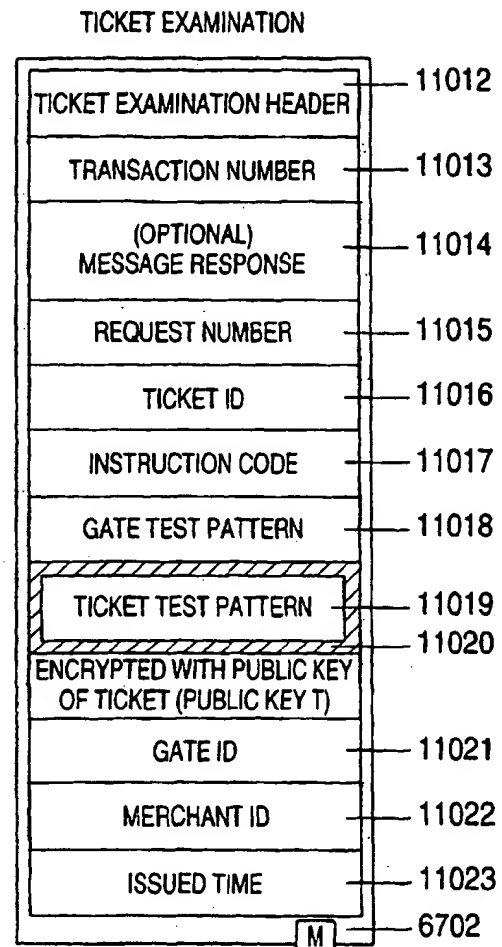 TICKET EXAMINATION
TICKET EXAMINATION HEADER 11012
TRANSACTION NUMBER 11013
(OPTIONAL)
MESSAGE RESPONSE 11014
REQUEST NUMBER 11015
TICKET ID 11016
INSTRUCTION CODE 11017
GATE TEST PATTERN 11018
TICKET TEST PATTERN 11019
11020
ENCRYPTED WITH PUBLIC KEY
OF TICKET (PUBLIC KEY T)
GATE ID 11021
MERCHANT ID 11022
ISSUED TIME 11023
M 6702